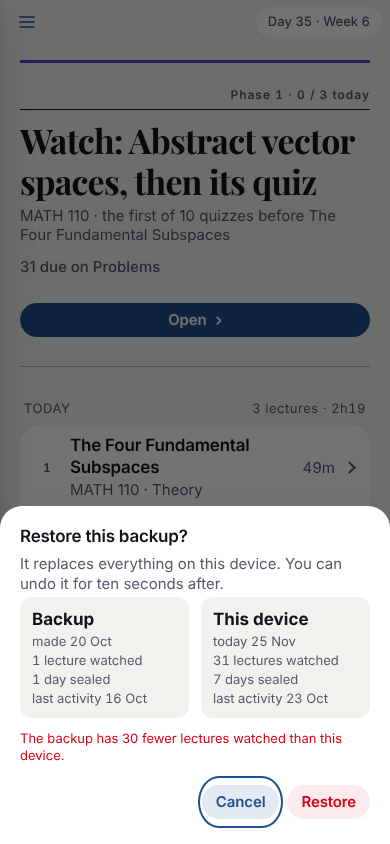 Day 35 · Week 6
Phase 1 · 0 / 3 today
Watch: Abstract vector
spaces, then its quiz
MATH 110 · the first of 10 quizzes before The
Four Fundamental Subspaces
31 due on Problems
Open
TODAY
3 lectures · 2h19
1
The Four Fundamental
Subspaces
49m
MATH 110 · Theory
Restore this backup?
It replaces everything on this device. You can
undo it for ten seconds after.
Backup
made 20 Oct
1 lecture watched
1 day sealed
last activity 16 Oct
This device
today 25 Nov
31 lectures watched
7 days sealed
last activity 23 Oct
The backup has 30 fewer lectures watched than this
device.
Cancel
Restore